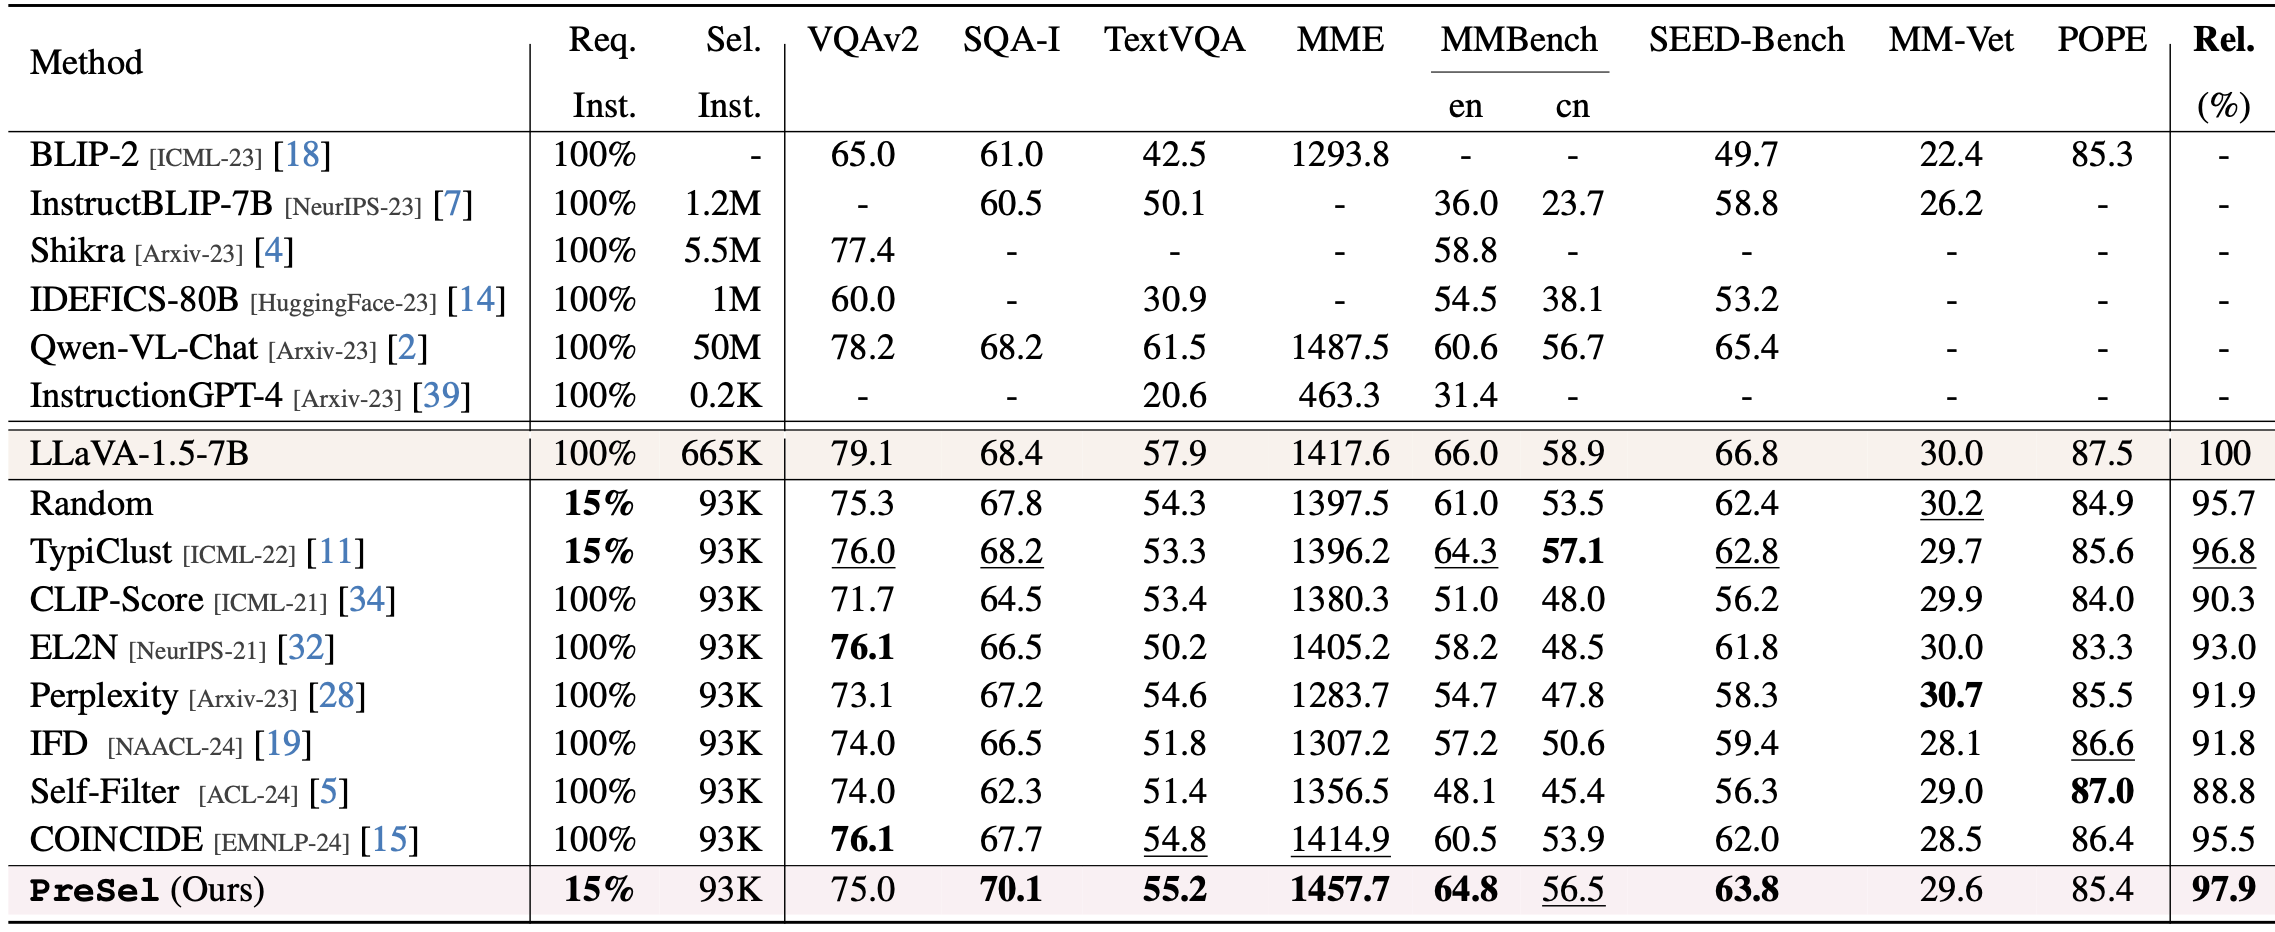 Method Req. Sel. VQAv2 SQA-I TextVQA MME MMBench SEED-Bench MM-Vet POPE Rel.
Inst. Inst. en cn (%)
BLIP-2 [ICML-23] [18] 100% - 65.0 61.0 42.5 1293.8 - - 49.7 22.4 85.3 -
InstructBLIP-7B [NeurIPS-23] [7] 100% 1.2M - 60.5 50.1 - 36.0 23.7 58.8 26.2 - -
Shikra [Arxiv-23] [4] 100% 5.5M 77.4 - - - 58.8 - - - - -
IDEFICS-80B [HuggingFace-23] [14] 100% 1M 60.0 - 30.9 - 54.5 38.1 53.2 - - -
Qwen-VL-Chat [Arxiv-23] [2] 100% 50M 78.2 68.2 61.5 1487.5 60.6 56.7 65.4 - - -
InstructionGPT-4 [Arxiv-23] [39] 100% 0.2K - - 20.6 463.3 31.4 - - - - -
LLaVA-1.5-7B 100% 665K 79.1 68.4 57.9 1417.6 66.0 58.9 66.8 30.0 87.5 100
Random 15% 93K 75.3 67.8 54.3 1397.5 61.0 53.5 62.4 30.2 84.9 95.7
TypiClust [ICML-22] [11] 15% 93K 76.0 68.2 53.3 1396.2 64.3 57.1 62.8 29.7 85.6 96.8
CLIP-Score [ICML-21] [34] 100% 93K 71.7 64.5 53.4 1380.3 51.0 48.0 56.2 29.9 84.0 90.3
EL2N [NeurIPS-21] [32] 100% 93K 76.1 66.5 50.2 1405.2 58.2 48.5 61.8 30.0 83.3 93.0
Perplexity [Arxiv-23] [28] 100% 93K 73.1 67.2 54.6 1283.7 54.7 47.8 58.3 30.7 85.5 91.9
IFD [NAACL-24] [19] 100% 93K 74.0 66.5 51.8 1307.2 57.2 50.6 59.4 28.1 86.6 91.8
Self-Filter [ACL-24] [5] 100% 93K 74.0 62.3 51.4 1356.5 48.1 45.4 56.3 29.0 87.0 88.8
COINCIDE [EMNLP-24] [15] 100% 93K 76.1 67.7 54.8 1414.9 60.5 53.9 62.0 28.5 86.4 95.5
PreSel (Ours) 15% 93K 75.0 70.1 55.2 1457.7 64.8 56.5 63.8 29.6 85.4 97.9